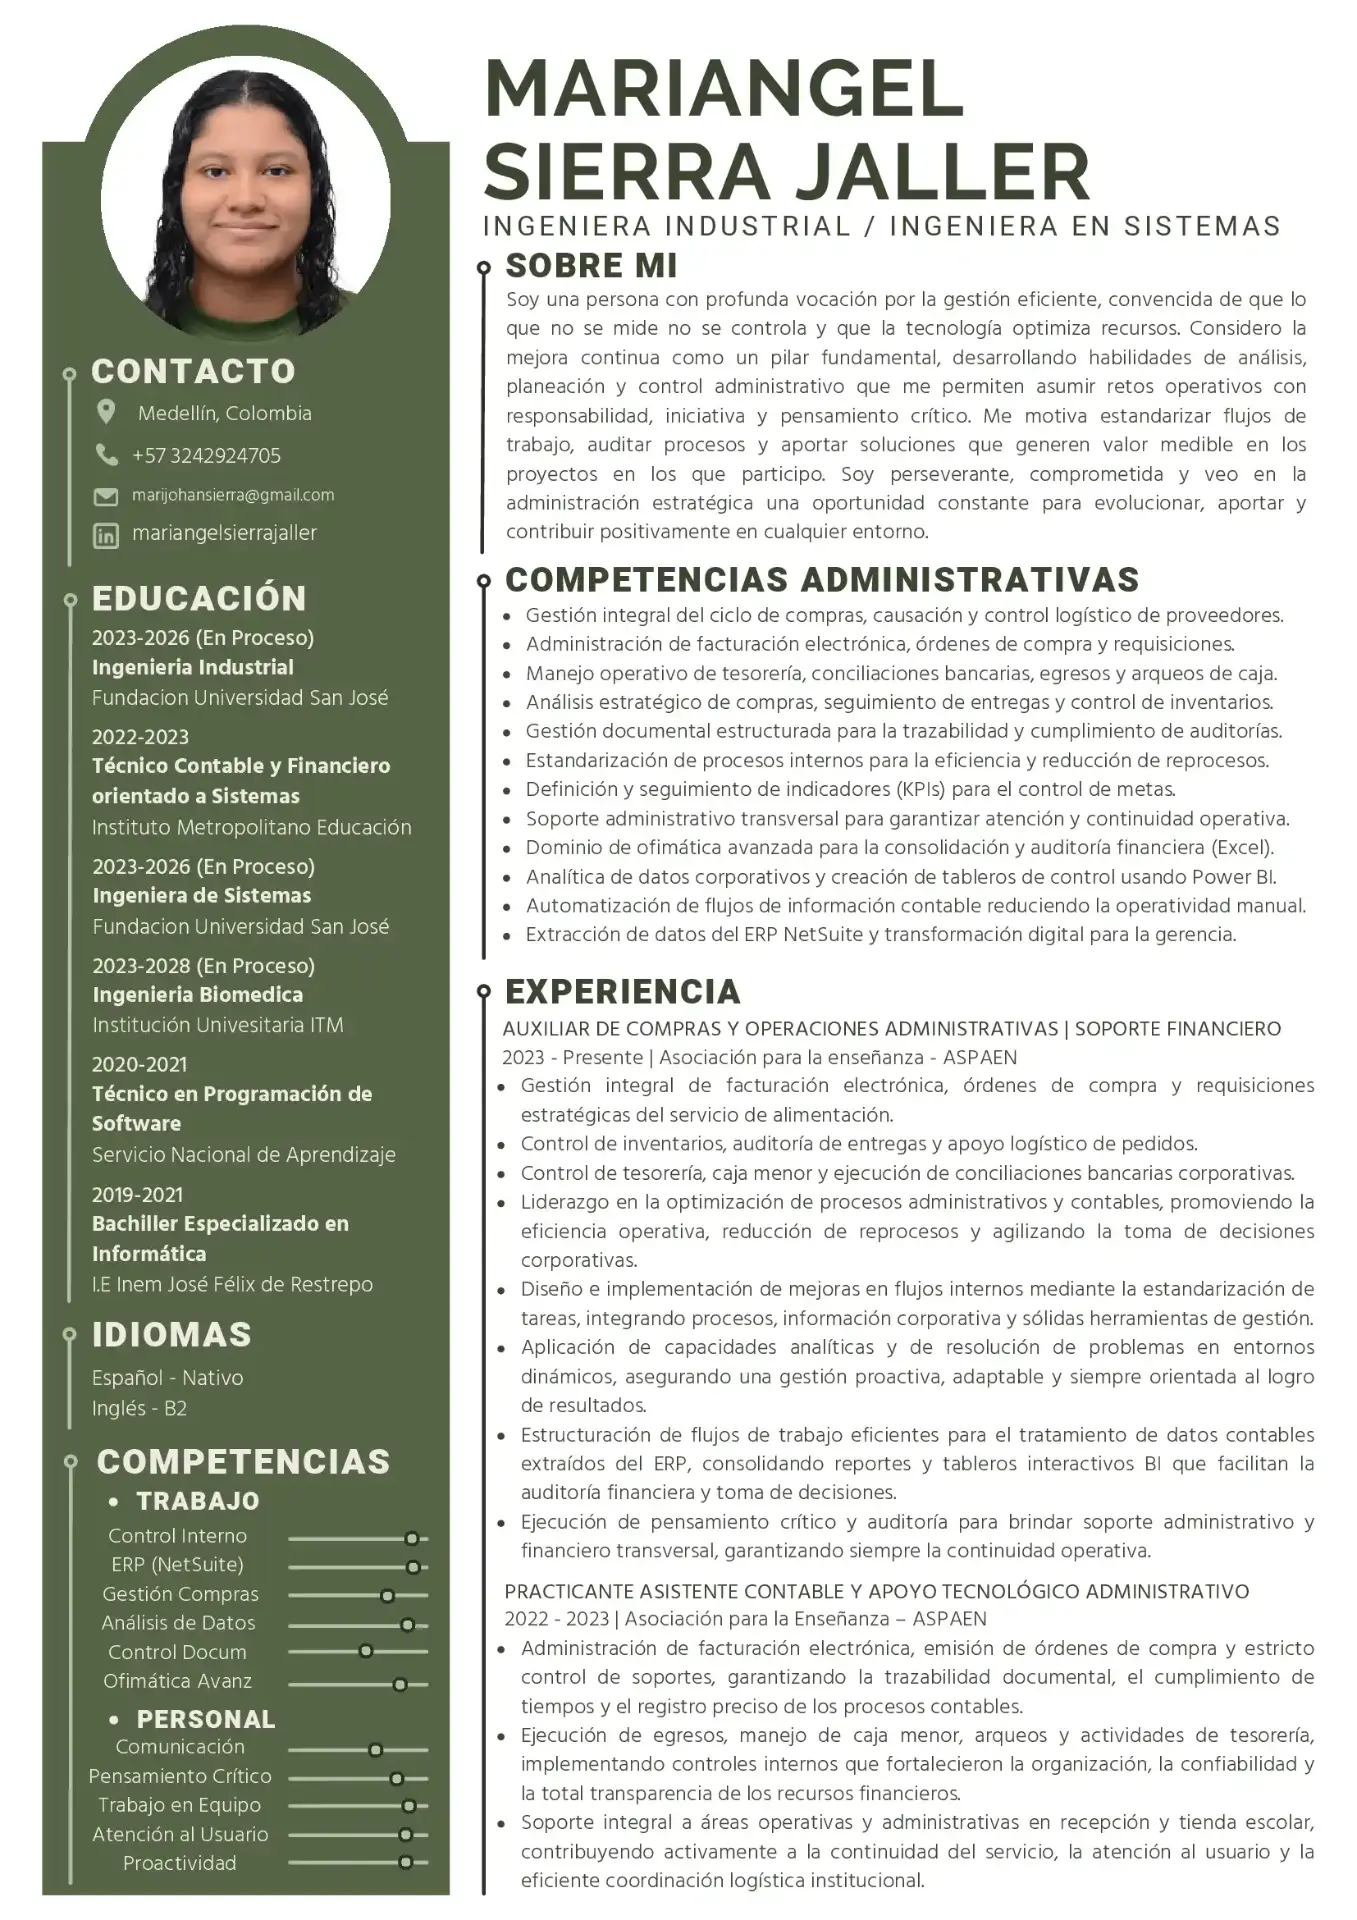 MARIANGEL
SIERRA JALLER
INGENIERA INDUSTRIAL / INGENIERA EN SISTEMAS
CONTACTO
Medellín, Colombia
+57 3242924705
marijohansierra@gmail.com
mariangelsierrajaller
EDUCACIÓN
2023-2026 (En Proceso)
Ingenieria Industrial
Fundacion Universidad San José
2022-2023
Técnico Contable y Financiero
orientado a Sistemas
Instituto Metropolitano Educación
2023-2026 (En Proceso)
Ingeniera de Sistemas
Fundacion Universidad San José
2023-2028 (En Proceso)
Ingenieria Biomedica
Institución Univesitaria ITM
2020-2021
Técnico en Programación de
Software
Servicio Nacional de Aprendizaje
2019-2021
Bachiller Especializado en
Informática
I.E Inem José Félix de Restrepo
IDIOMAS
Español - Nativo
Inglés - B2
COMPETENCIAS
• TRABAJO
Control Interno
ERP (NetSuite)
Gestión Compras
Análisis de Datos
Control Docum
Ofimática Avanz
• PERSONAL
Comunicación
Pensamiento Crítico
Trabajo en Equipo
Atención al Usuario
Proactividad
SOBRE MI
Soy una persona con profunda vocación por la gestión eficiente, convencida de que lo
que no se mide no se controla y que la tecnología optimiza recursos. Considero la
mejora continua como un pilar fundamental, desarrollando habilidades de análisis,
planeación y control administrativo que me permiten asumir retos operativos con
responsabilidad, iniciativa y pensamiento crítico. Me motiva estandarizar flujos de
trabajo, auditar procesos y aportar soluciones que generen valor medible en los
proyectos en los que participo. Soy perseverante, comprometida y veo en la
administración estratégica una oportunidad constante para evolucionar, aportar y
contribuir positivamente en cualquier entorno.
COMPETENCIAS ADMINISTRATIVAS
• Gestión integral del ciclo de compras, causación y control logístico de proveedores.
• Administración de facturación electrónica, órdenes de compra y requisiciones.
• Manejo operativo de tesorería, conciliaciones bancarias, egresos y arqueos de caja.
• Análisis estratégico de compras, seguimiento de entregas y control de inventarios.
• Gestión documental estructurada para la trazabilidad y cumplimiento de auditorías.
• Estandarización de procesos internos para la eficiencia y reducción de reprocesos.
• Definición y seguimiento de indicadores (KPIs) para el control de metas.
• Soporte administrativo transversal para garantizar atención y continuidad operativa.
• Dominio de ofimática avanzada para la consolidación y auditoría financiera (Excel).
• Analítica de datos corporativos y creación de tableros de control usando Power BI.
• Automatización de flujos de información contable reduciendo la operatividad manual.
• Extracción de datos del ERP NetSuite y transformación digital para la gerencia.
EXPERIENCIA
AUXILIAR DE COMPRAS Y OPERACIONES ADMINISTRATIVAS | SOPORTE FINANCIERO
2023 - Presente | Asociación para la enseñanza - ASPAEN
• Gestión integral de facturación electrónica, órdenes de compra y requisiciones
estratégicas del servicio de alimentación.
• Control de inventarios, auditoría de entregas y apoyo logístico de pedidos.
• Control de tesorería, caja menor y ejecución de conciliaciones bancarias corporativas.
• Liderazgo en la optimización de procesos administrativos y contables, promoviendo la
eficiencia operativa, reducción de reprocesos y agilizando la toma de decisiones
corporativas.
• Diseño e implementación de mejoras en flujos internos mediante la estandarización de
tareas, integrando procesos, información corporativa y sólidas herramientas de gestión.
• Aplicación de capacidades analíticas y de resolución de problemas en entornos
dinámicos, asegurando una gestión proactiva, adaptable y siempre orientada al logro
de resultados.
• Estructuración de flujos de trabajo eficientes para el tratamiento de datos contables
extraídos del ERP, consolidando reportes y tableros interactivos BI que facilitan la
auditoría financiera y toma de decisiones.
• Ejecución de pensamiento crítico y auditoría para brindar soporte administrativo y
financiero transversal, garantizando siempre la continuidad operativa.
PRACTICANTE ASISTENTE CONTABLE Y APOYO TECNOLÓGICO ADMINISTRATIVO
2022 - 2023 | Asociación para la Enseñanza – ASPAEN
• Administración de facturación electrónica, emisión de órdenes de compra y estricto
control de soportes, garantizando la trazabilidad documental, el cumplimiento de
tiempos y el registro preciso de los procesos contables.
• Ejecución de egresos, manejo de caja menor, arqueos y actividades de tesorería,
implementando controles internos que fortalecieron la organización, la confiabilidad y
la total transparencia de los recursos financieros.
• Soporte integral a áreas operativas y administrativas en recepción y tienda escolar,
contribuyendo activamente a la continuidad del servicio, la atención al usuario y la
eficiente coordinación logística institucional.